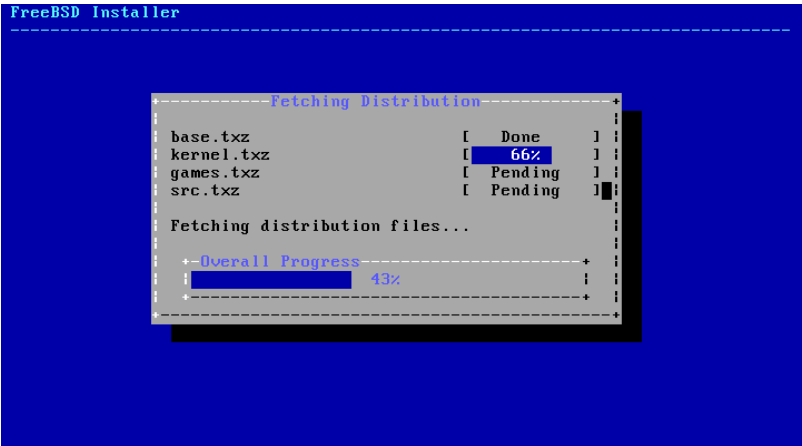 FreeBSD Installer
Fetching Distribution
base.txz [ Done ]
kernel.txz [ 66% ]
games.txz [ Pending ]
src.txz [ Pending ]
Fetching distribution files...
Overall Progress
43%